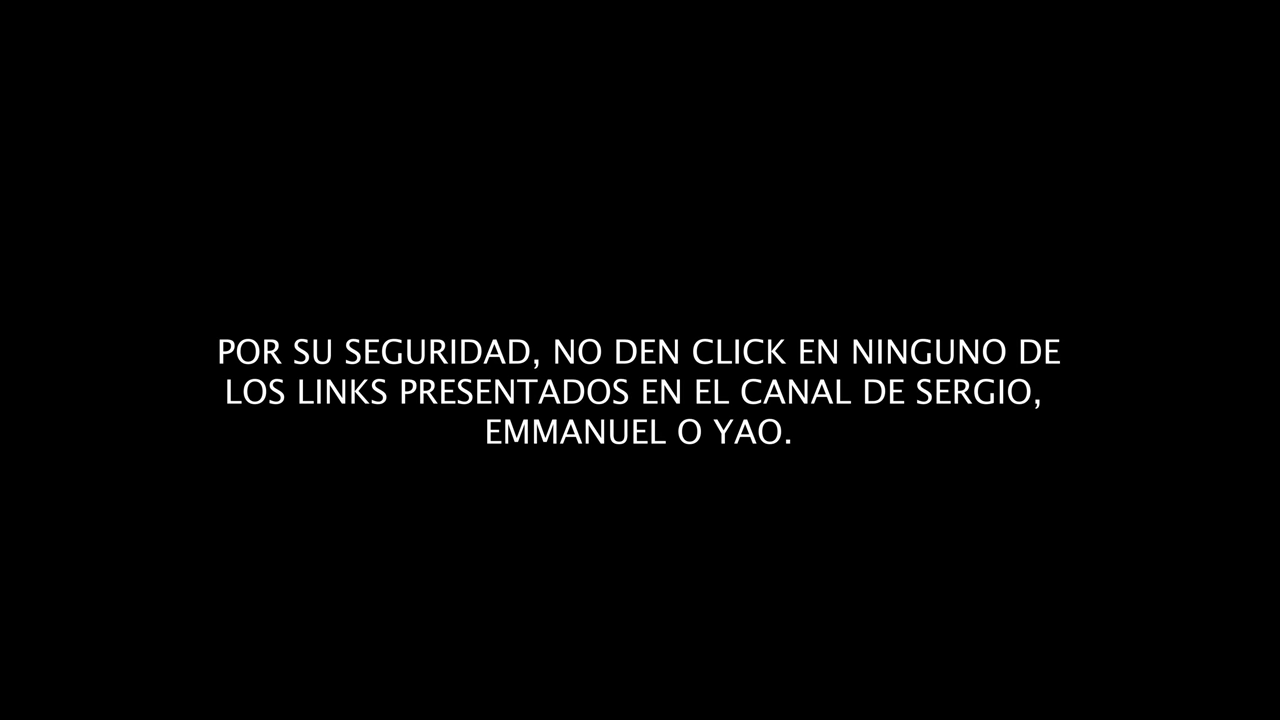 POR SU SEGURIDAD, NO DEN CLICK EN NINGUNO DE
LOS LINKS PRESENTADOS EN EL CANAL DE SERGIO,
EMMANUEL O YAO.